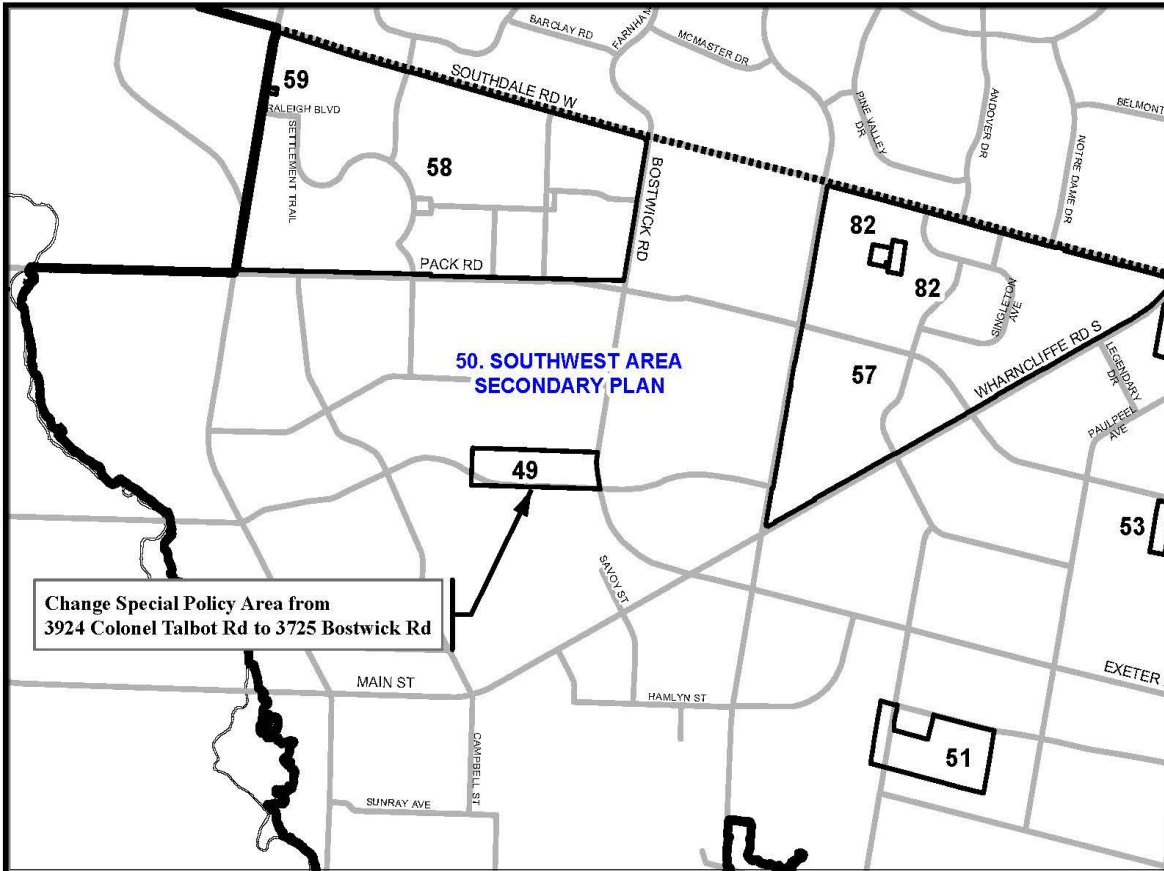 BARCLAY RD
FARNHAM
MCMASTER DR
SOUTHDALE RD W
59
RALEIGH BLVD
SETTLEMENT TRAIL
58
BOSTWICK RD
PACK RD
PINE VALLEY
DR
ANDOVER DR
BELMONT
NOTRE DAME DR
82
82
SINGLETON
AVE
57
WHARNCLIFFE RD S
LEGENDARY
DR
PAULPEEL
AVE
50. SOUTHWEST AREA
SECONDARY PLAN
49
53
SAVOY ST
Change Special Policy Area from
3924 Colonel Talbot Rd to 3725 Bostwick Rd
MAIN ST
HAMLYN ST
EXETER
CAMPBELL ST
SUNRAY AVE
51